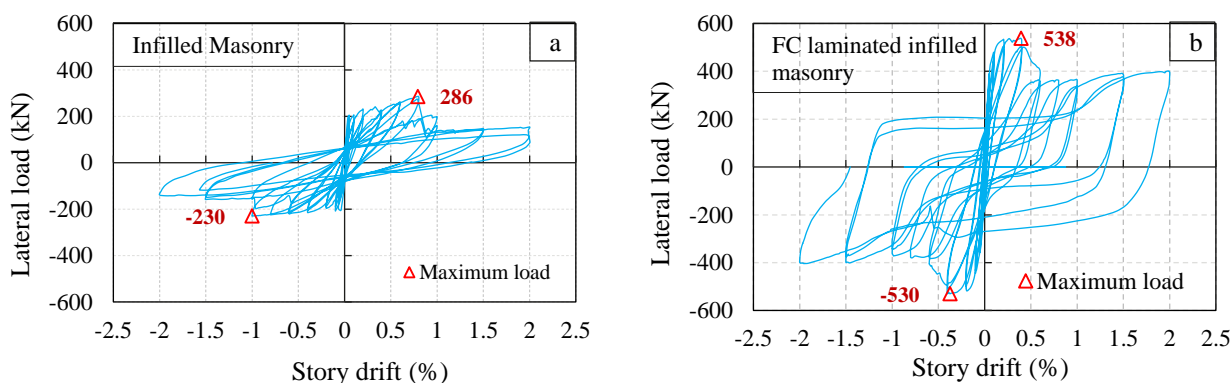 600
400
200
0
-200
-400
-600
Lateral load (kN)
Infilled Masonry
a
286
-230
Maximum load
-2.5 -2 -1.5 -1 -0.5 0 0.5 1 1.5 2 2.5
Story drift (%)
600
400
200
0
-200
-400
-600
Lateral load (kN)
FC laminated infilled
masonry
b
538
-530
Maximum load
-2.5 -2 -1.5 -1 -0.5 0 0.5 1 1.5 2 2.5
Story drift (%)